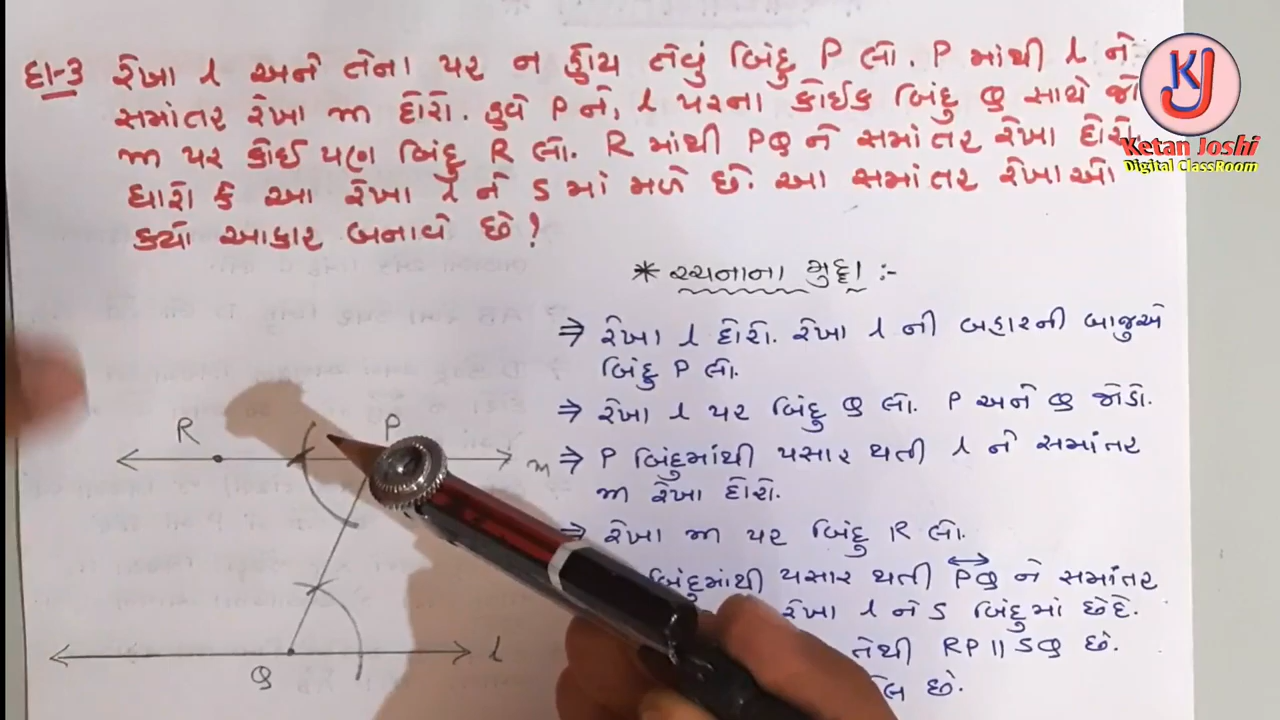 દા-3 રેખા l અને તેના પર ન હોય તેવું બિંદુ P લો. P માંથી l ને
સમાંતર રેખા m દોરો. હવે P ને, l પરના કોઈક બિંદુ Q સાથે જો
m પર કોઈ પણ બિંદુ R લો. R માંથી PQ ને સમાંતર રેખા દોરો.
ધારો કે આ રેખા l ને S માં મળે છે. આ સમાંતર રેખાઓ
ક્યો આકાર બનાવે છે?
KJ
Ketan Joshi
Digital ClassRoom
* રચનાના મુદ્દા :-
⇒ રેખા l દોરો. રેખા l ની બહારની બાજુએ
બિંદુ P લો.
⇒ રેખા l પર બિંદુ Q લો. P અને Q જોડો.
⇒ P બિંદુમાંથી પસાર થતી l ને સમાંતર
m રેખા દોરો.
⇒ રેખા m પર બિંદુ R લો.
બિંદુમાંથી પસાર થતી PQ ને સમાંતર
રેખા l ને S બિંદુમાં છેદે.
તેથી RP || SQ છે.
છે.
R P
m
l
Q